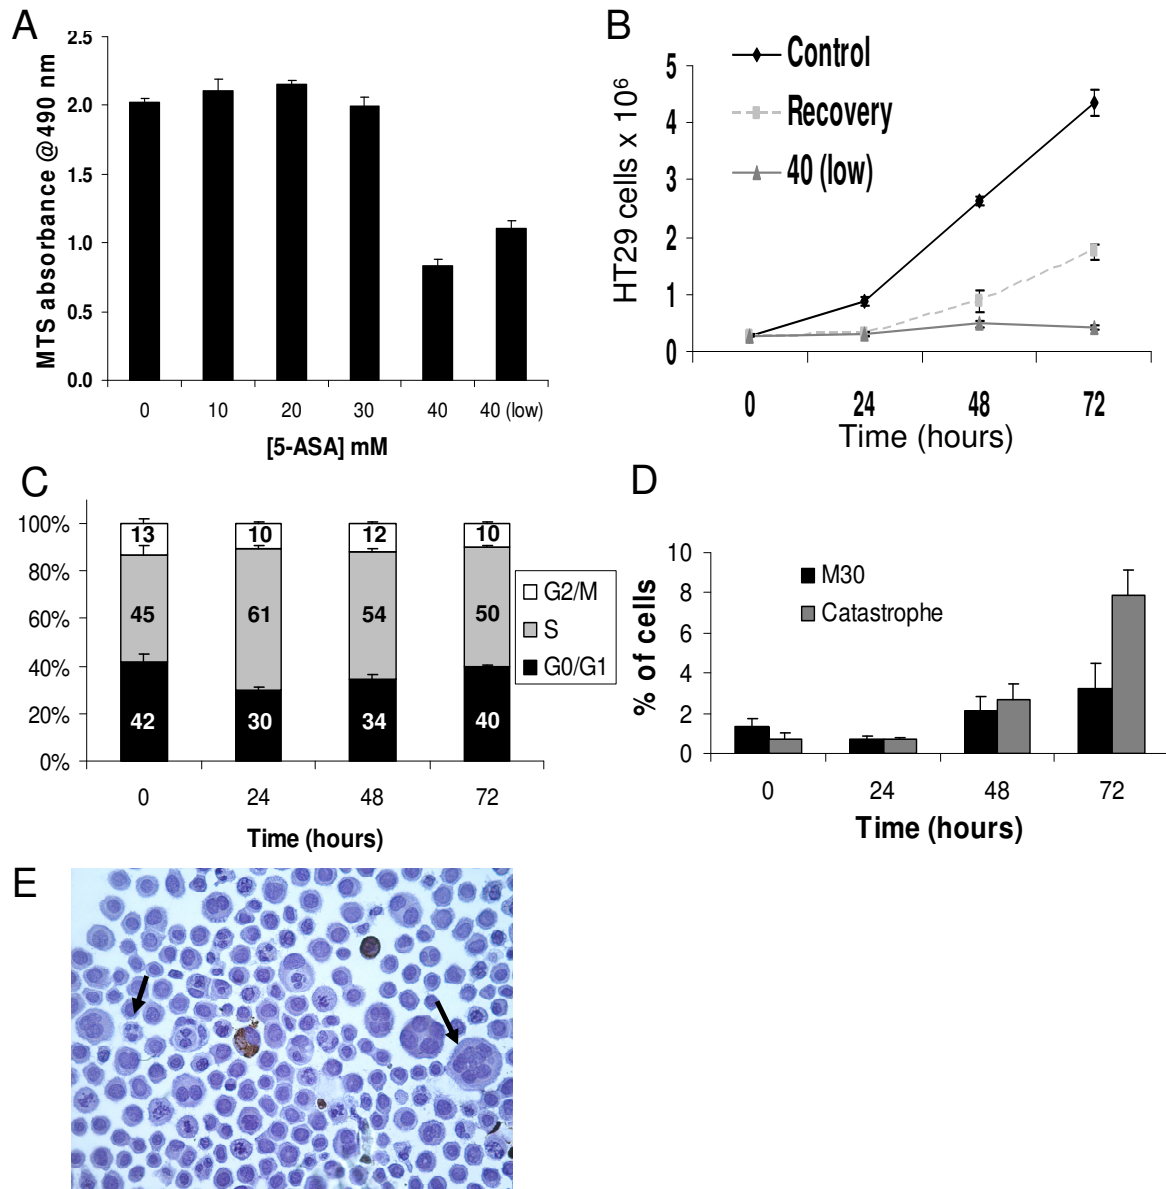 A
2.5
2.0
1.5
1.0
0.5
0.0
MTS absorbance @490 nm
0 10 20 30 40 40 (low)
[5-ASA] mM
B
Control
Recovery
40 (low)
5
4
3
2
1
0
HT29 cells x 10⁶
0 24 48 72
Time (hours)
C
100%
80%
60%
40%
20%
0%
13 10 12 10
45 61 54 50
42 30 34 40
G2/M
S
G0/G1
0 24 48 72
Time (hours)
D
10
8
6
4
2
0
% of cells
M30
Catastrophe
0 24 48 72
Time (hours)
E